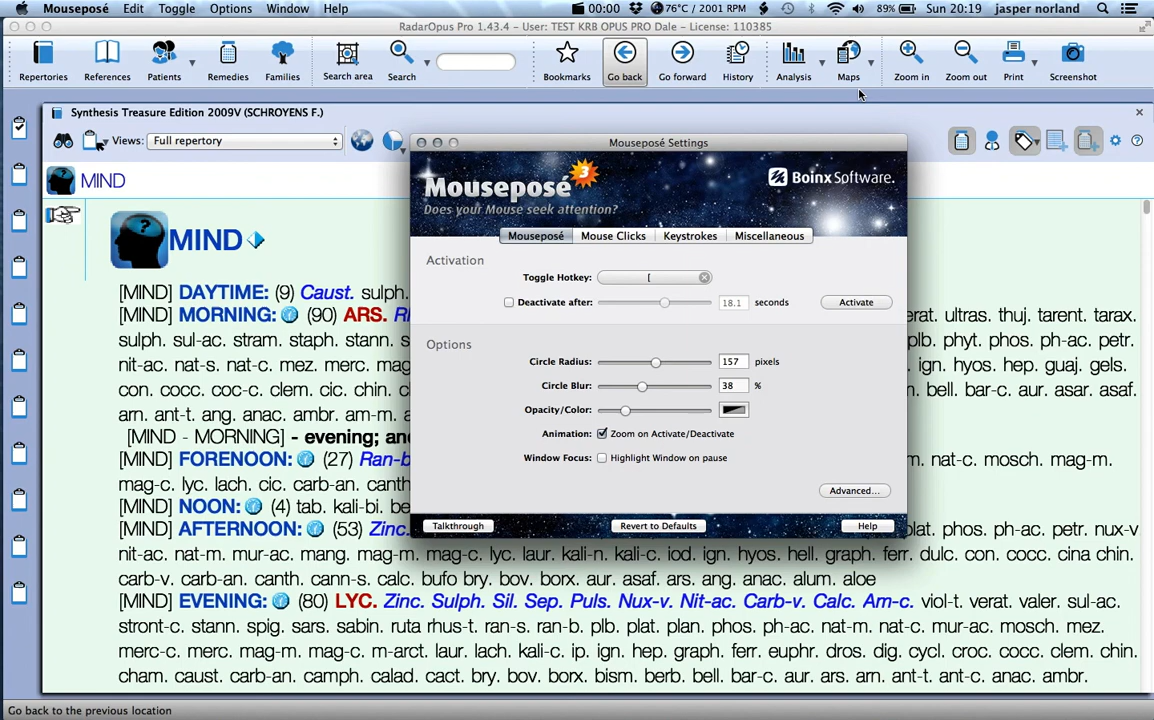 Mouseposé Edit Toggle Options Window Help 00:00 76°C / 2001 RPM 89% Sun 20:19 jasper norland
RadarOpus Pro 1.43.4 - User: TEST KRB OPUS PRO Dale - License: 110385
Repertories References Patients Remedies Families Search area Search Bookmarks Go back Go forward History Analysis Maps Zoom in Zoom out Print Screenshot
Synthesis Treasure Edition 2009V (SCHROYENS F.)
Views: Full repertory
MIND
MIND
[MIND] DAYTIME: (9) Caust. sulph.
[MIND] MORNING: (90) ARS. erat. ultras. thuj. tarent. tarax.
sulph. sul-ac. stram. staph. stann. s plb. phyt. phos. ph-ac. petr.
nit-ac. nat-s. nat-c. mez. merc. mag . ign. hyos. hep. guaj. gels.
con. cocc. coc-c. clem. cic. chin. c m. bell. bar-c. aur. asar. asaf.
arn. ant-t. ang. anac. ambr. am-m. a
[MIND - MORNING] - evening; and
[MIND] FORENOON: (27) Ran-b m. nat-c. mosch. mag-m.
mag-c. lyc. lach. cic. carb-an. canth
[MIND] NOON: (4) tab. kali-bi. be
[MIND] AFTERNOON: (53) Zinc. plat. phos. ph-ac. petr. nux-v
nit-ac. nat-m. mur-ac. mang. mag-m. mag-c. lyc. laur. kali-n. kali-c. iod. ign. hyos. hell. graph. ferr. dulc. con. cocc. cina chin.
carb-v. carb-an. canth. cann-s. calc. bufo bry. bov. borx. aur. asaf. ars. ang. anac. alum. aloe
[MIND] EVENING: (80) LYC. Zinc. Sulph. Sil. Sep. Puls. Nux-v. Nit-ac. Carb-v. Calc. Am-c. viol-t. verat. valer. sul-ac.
stront-c. stann. spig. sars. sabin. ruta rhus-t. ran-s. ran-b. plb. plat. plan. phos. ph-ac. nat-m. nat-c. mur-ac. mosch. mez.
merc-c. merc. mag-m. mag-c. m-arct. laur. lach. kali-c. ip. ign. hep. graph. ferr. euphr. dros. dig. cycl. croc. cocc. clem. chin.
cham. caust. carb-an. camph. calad. cact. bry. bov. borx. bism. berb. bell. bar-c. aur. ars. arn. ant-t. ant-c. anac. ambr.
Go back to the previous location
Mouseposé Settings
Mouseposé 3
Does your Mouse seek attention?
BoinxSoftware.
Mouseposé Mouse Clicks Keystrokes Miscellaneous
Activation
Toggle Hotkey: [
Deactivate after: 18.1 seconds Activate
Options
Circle Radius: 157 pixels
Circle Blur: 38 %
Opacity/Color:
Animation: Zoom on Activate/Deactivate
Window Focus: Highlight Window on pause
Advanced...
Talkthrough Revert to Defaults Help